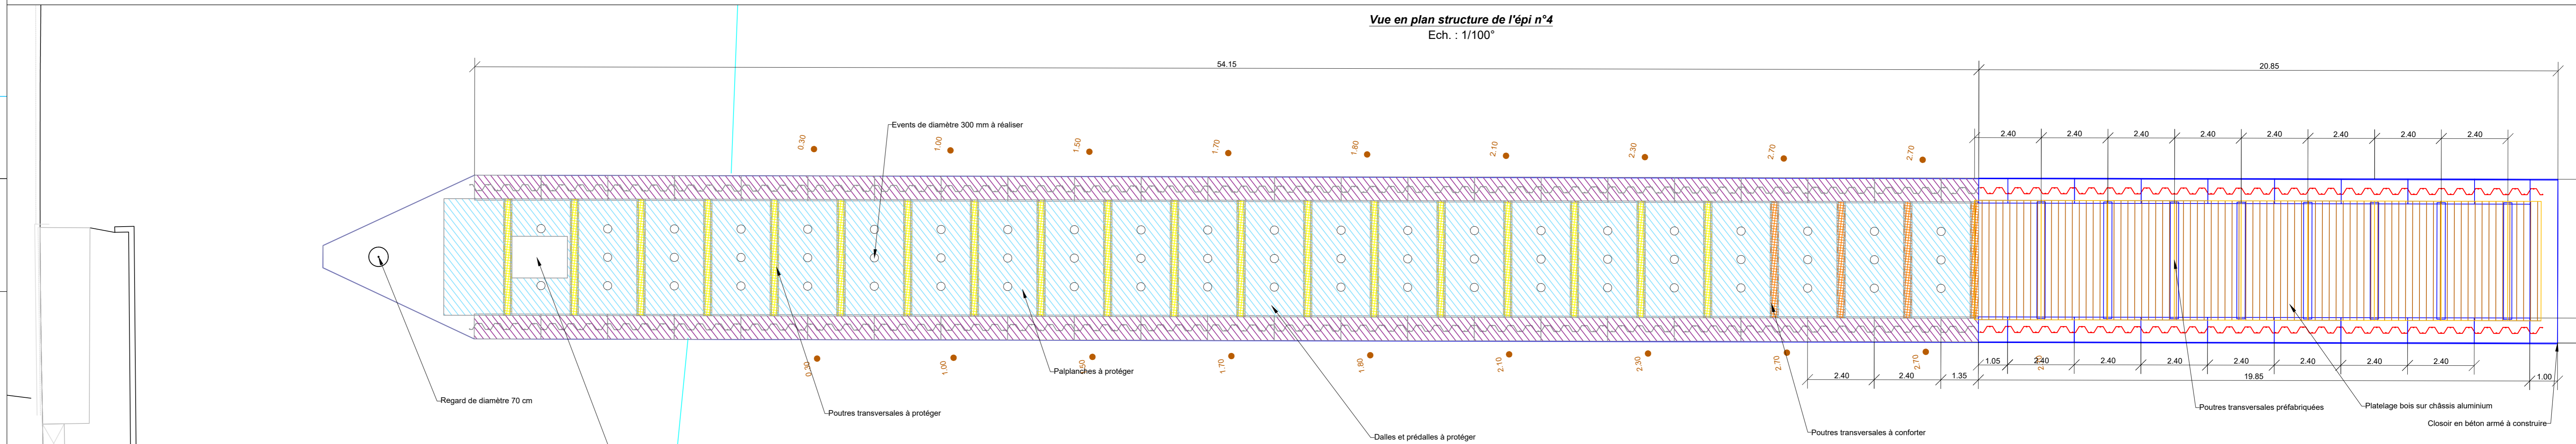 Vue en plan structure de l'épi n°4
Ech. : 1/100°
54.15
20.85
Events de diamètre 300 mm à réaliser
2.40 2.40 2.40 2.40 2.40 2.40 2.40 2.40
0.30 1.00 1.50 1.70 1.80 2.10 2.30 2.70 2.70
0.30 1.00 1.50 1.70 1.80 2.10 2.30 2.70 2.70
1.05 2.40 2.40 2.40 2.40 2.40 2.40 2.40
2.40 2.40 1.35 19.85 1.00
Palplanches à protéger
Regard de diamètre 70 cm
Poutres transversales à protéger
Dalles et prédalles à protéger
Poutres transversales à conforter
Poutres transversales préfabriquées
Platelage bois sur châssis aluminium
Closoir en béton armé à construire